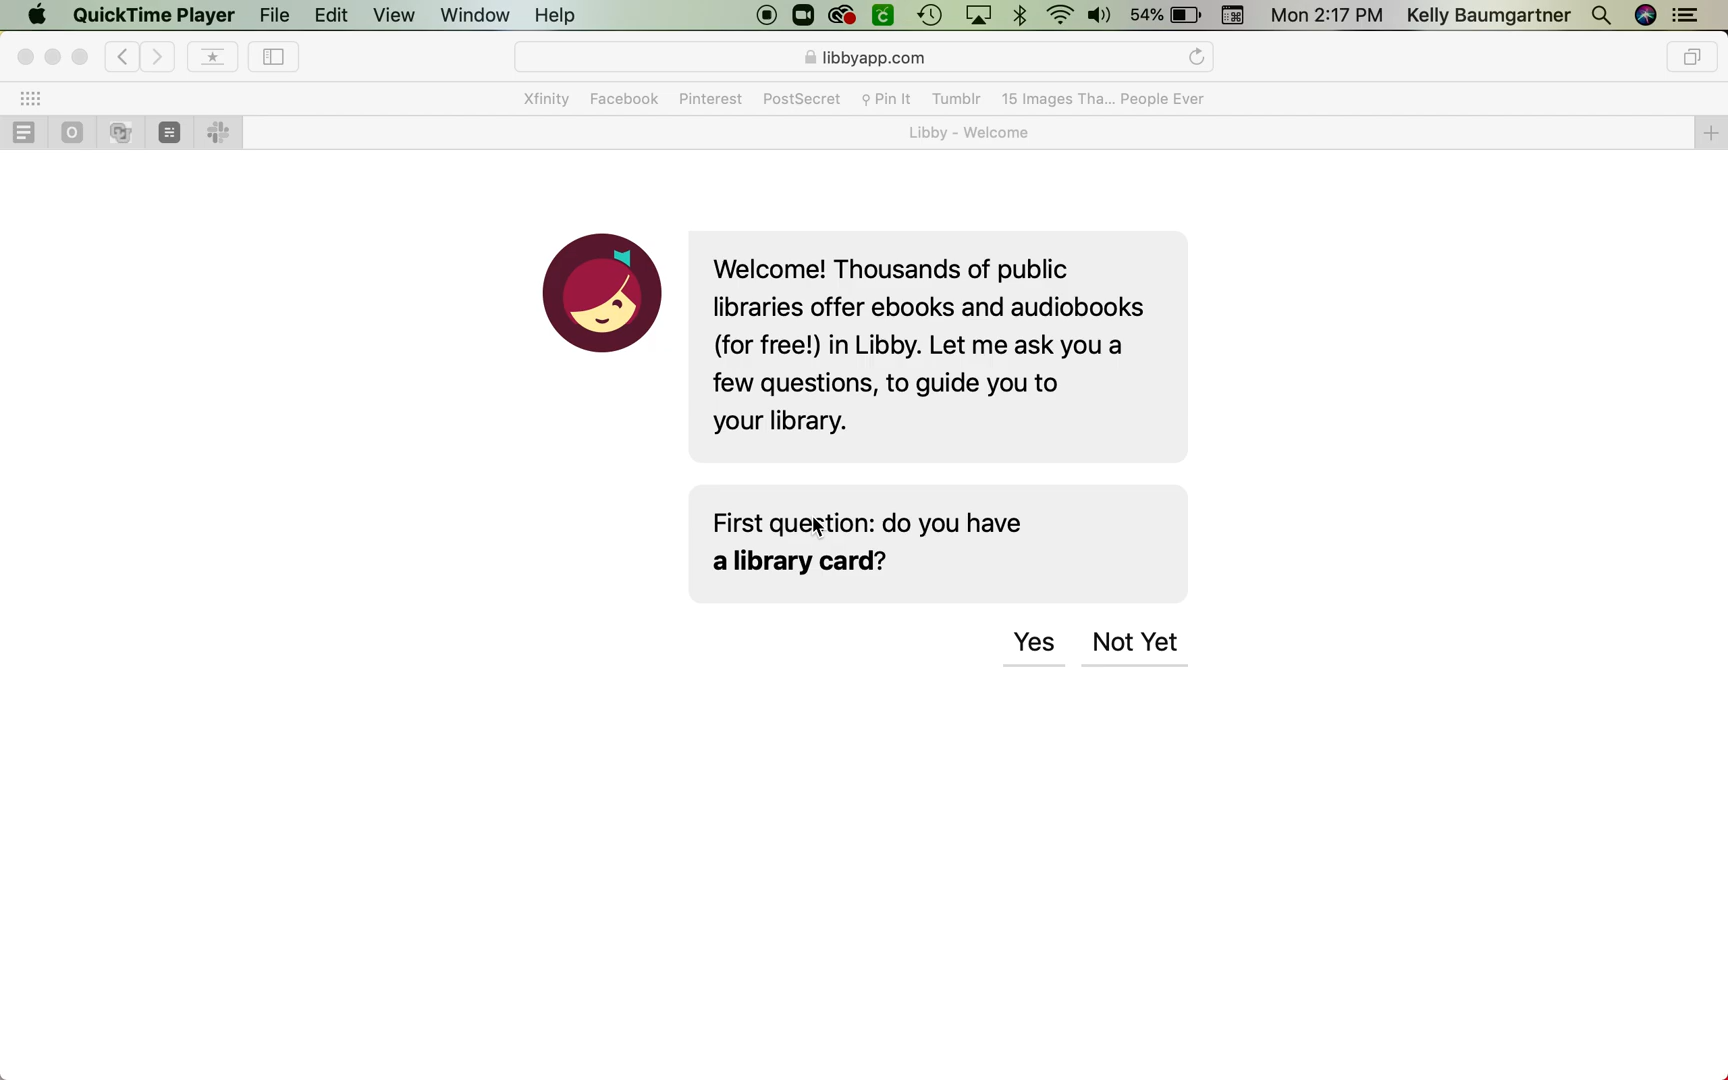 QuickTime Player File Edit View Window Help 54% Mon 2:17 PM Kelly Baumgartner
libbyapp.com
Xfinity Facebook Pinterest PostSecret Pin It Tumblr 15 Images Tha... People Ever
O Libby - Welcome
Welcome! Thousands of public
libraries offer ebooks and audiobooks
(for free!) in Libby. Let me ask you a
few questions, to guide you to
your library.
First question: do you have
a library card?
Yes Not Yet